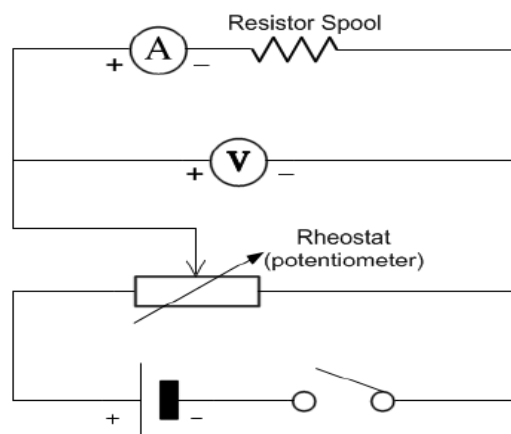 Resistor Spool
A
+ −
V
+ −
Rheostat
(potentiometer)
+ −